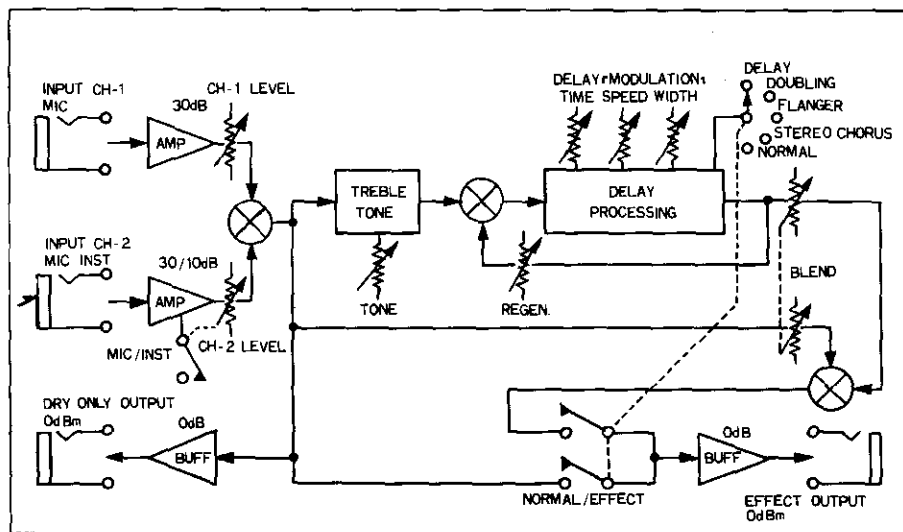 INPUT CH-1
MIC
30dB
CH-1 LEVEL
AMP
INPUT CH-2
MIC INST
30/10dB
AMP
MIC/INST
CH-2 LEVEL
DRY ONLY OUTPUT
0dBm
0dB
BUFF
TREBLE
TONE
TONE
DELAY MODULATION
TIME SPEED WIDTH
DELAY
PROCESSING
REGEN.
DELAY
DOUBLING
FLANGER
STEREO CHORUS
NORMAL
BLEND
NORMAL/EFFECT
0dB
BUFF
EFFECT OUTPUT
0dBm